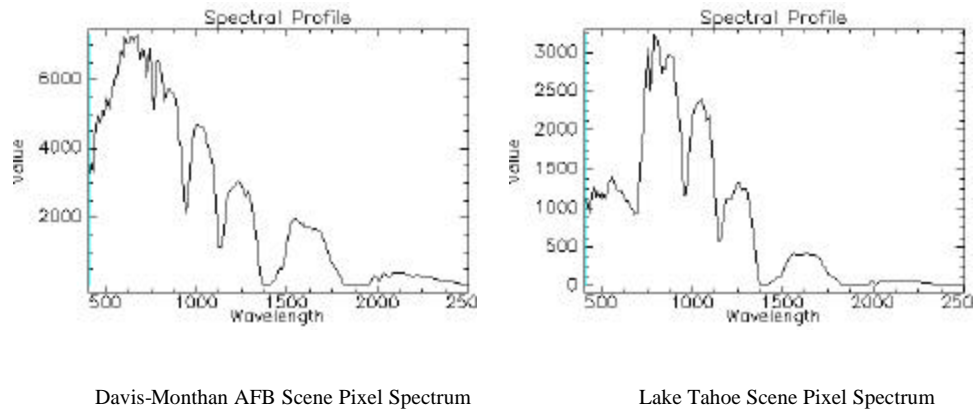 Spectral Profile
6000
4000
2000
Value
500 1000 1500 2000 250
Wavelength
Davis-Monthan AFB Scene Pixel Spectrum
Spectral Profile
3000
2500
2000
1500
1000
500
0
Value
500 1000 1500 2000 250
Wavelength
Lake Tahoe Scene Pixel Spectrum